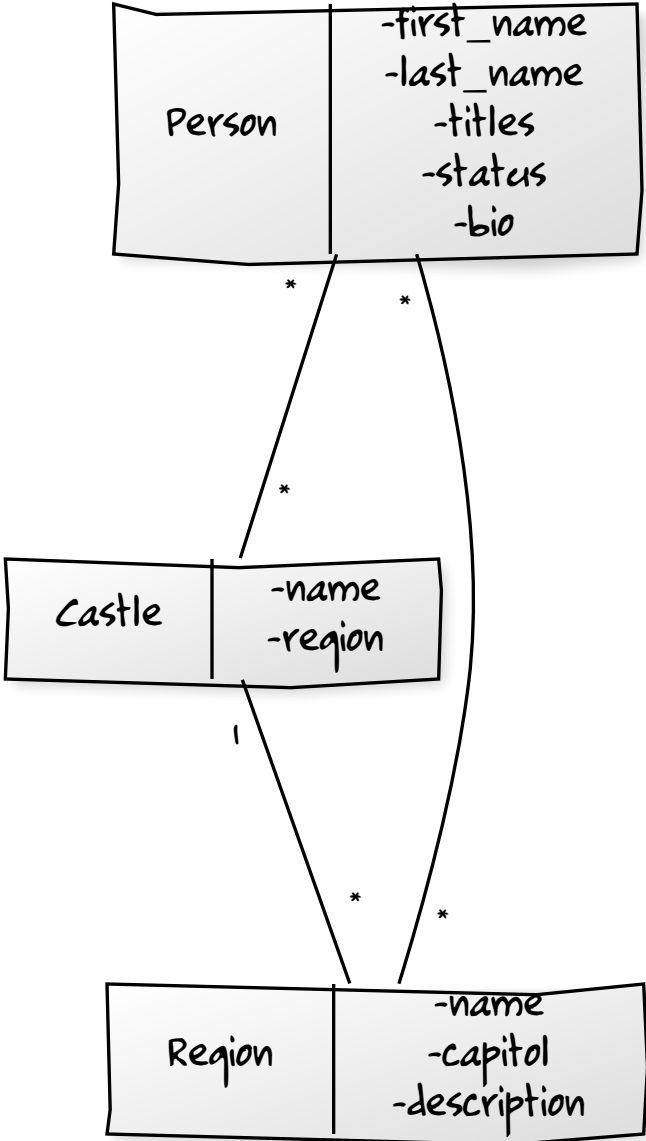 Person
-first_name
-last_name
-titles
-status
-bio
*
*
*
Castle
-name
-region
1
*
*
Region
-name
-capitol
-description